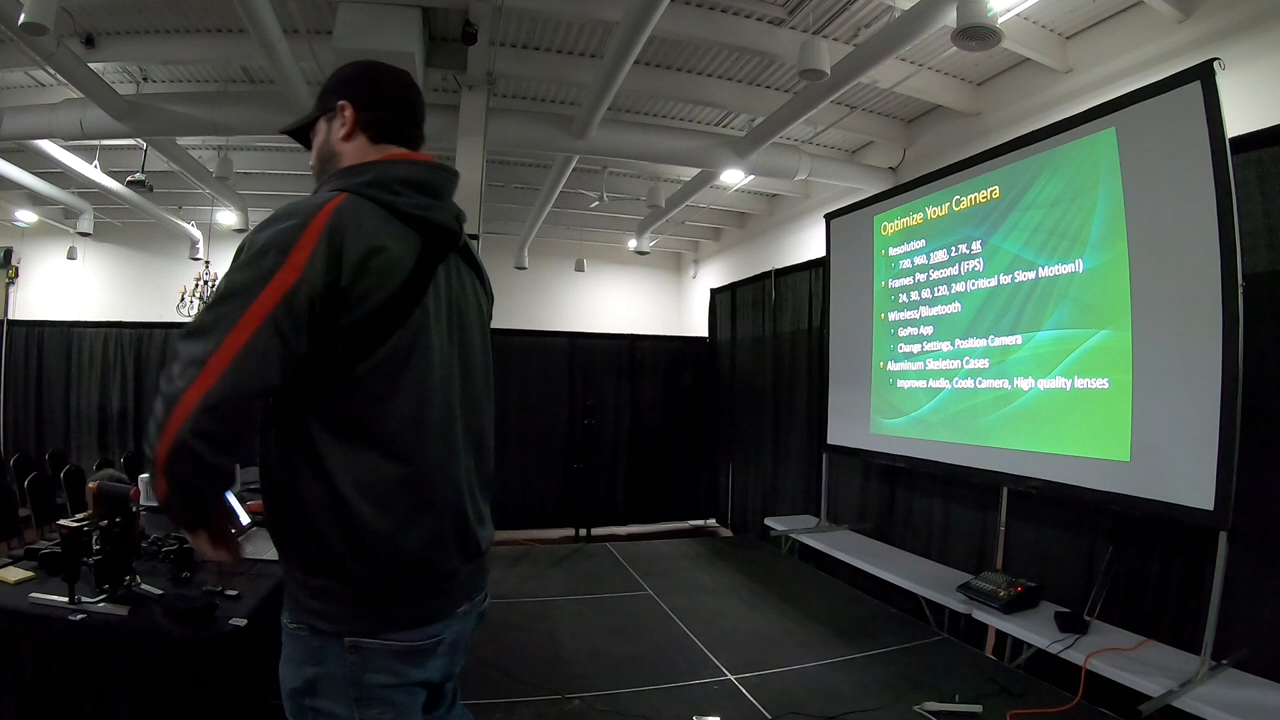 Optimize Your Camera
Resolution
720, 960, 1080, 2.7K, 4K
Frames Per Second (FPS)
24, 30, 60, 120, 240 (Critical for Slow Motion!)
Wireless/Bluetooth
GoPro App
Change Settings, Position Camera
Aluminum Skeleton Cases
Improves Audio, Cools Camera, High quality lenses